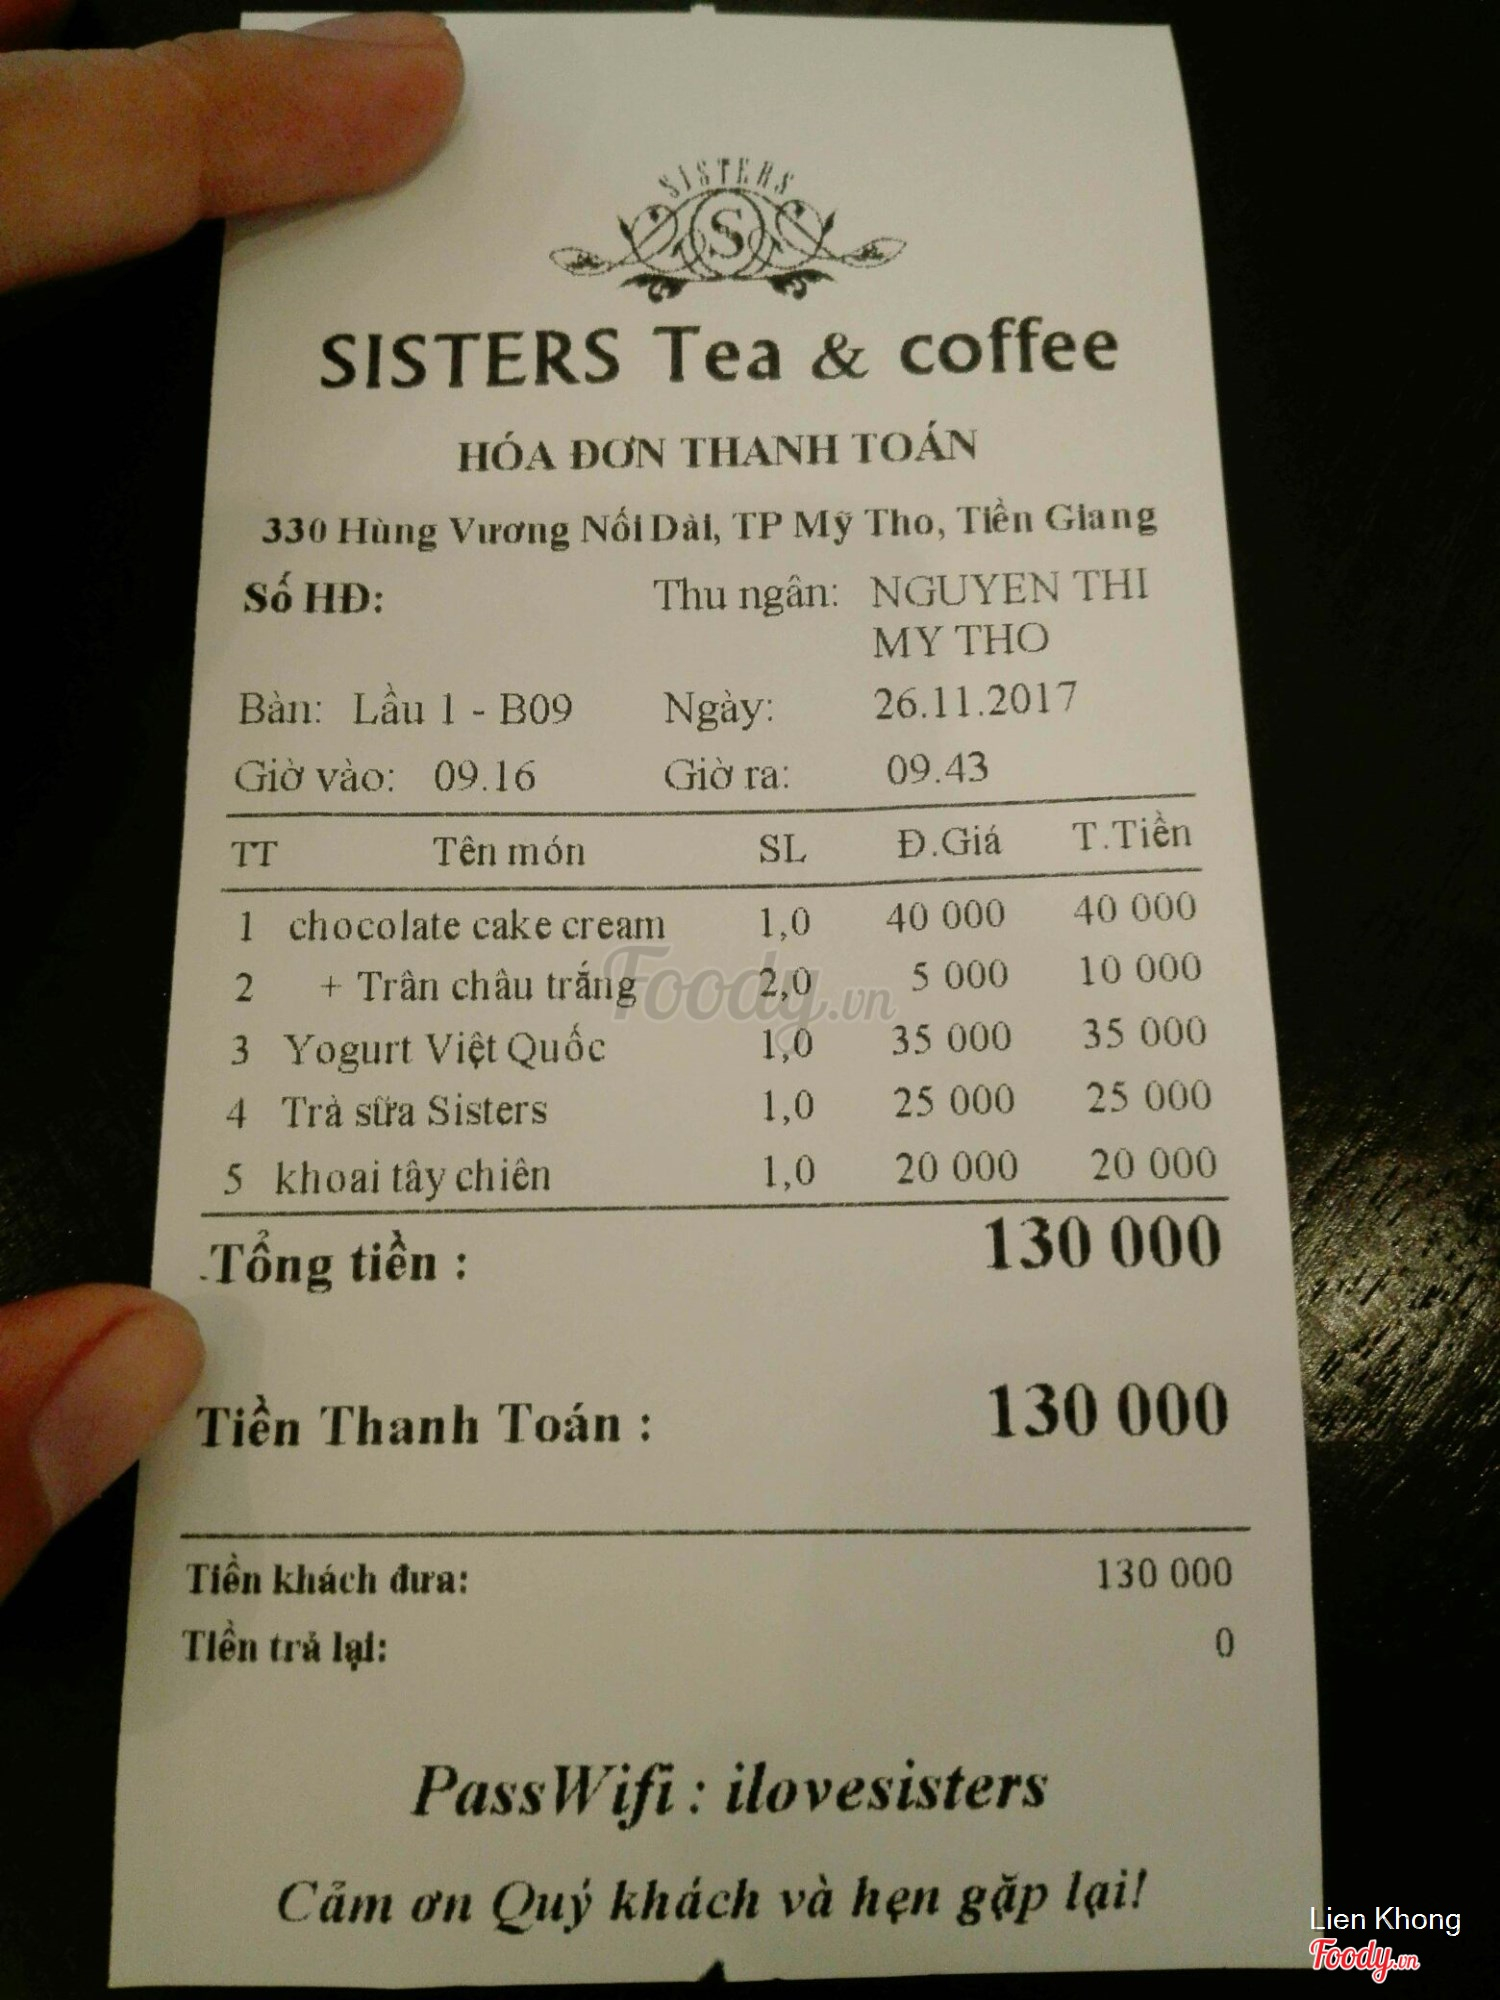 SISTERS
S
SISTERS Tea & coffee
HÓA ĐƠN THANH TOÁN
330 Hùng Vương Nối Dài, TP Mỹ Tho, Tiền Giang
Số HĐ: Thu ngân: NGUYEN THI
MY THO
Bàn: Lầu 1 - B09 Ngày: 26.11.2017
Giờ vào: 09.16 Giờ ra: 09.43
TT Tên món SL Đ.Giá T.Tiền
1 chocolate cake cream 1,0 40 000 40 000
2 + Trân châu trắng 2,0 5 000 10 000
3 Yogurt Việt Quốc 1,0 35 000 35 000
4 Trà sữa Sisters 1,0 25 000 25 000
5 khoai tây chiên 1,0 20 000 20 000
Tổng tiền : 130 000
Tiền Thanh Toán : 130 000
Tiền khách đưa: 130 000
Tiền trả lại: 0
PassWifi : ilovesisters
Cảm ơn Quý khách và hẹn gặp lại!
Foody.vn
Lien Khong
Foody.vn